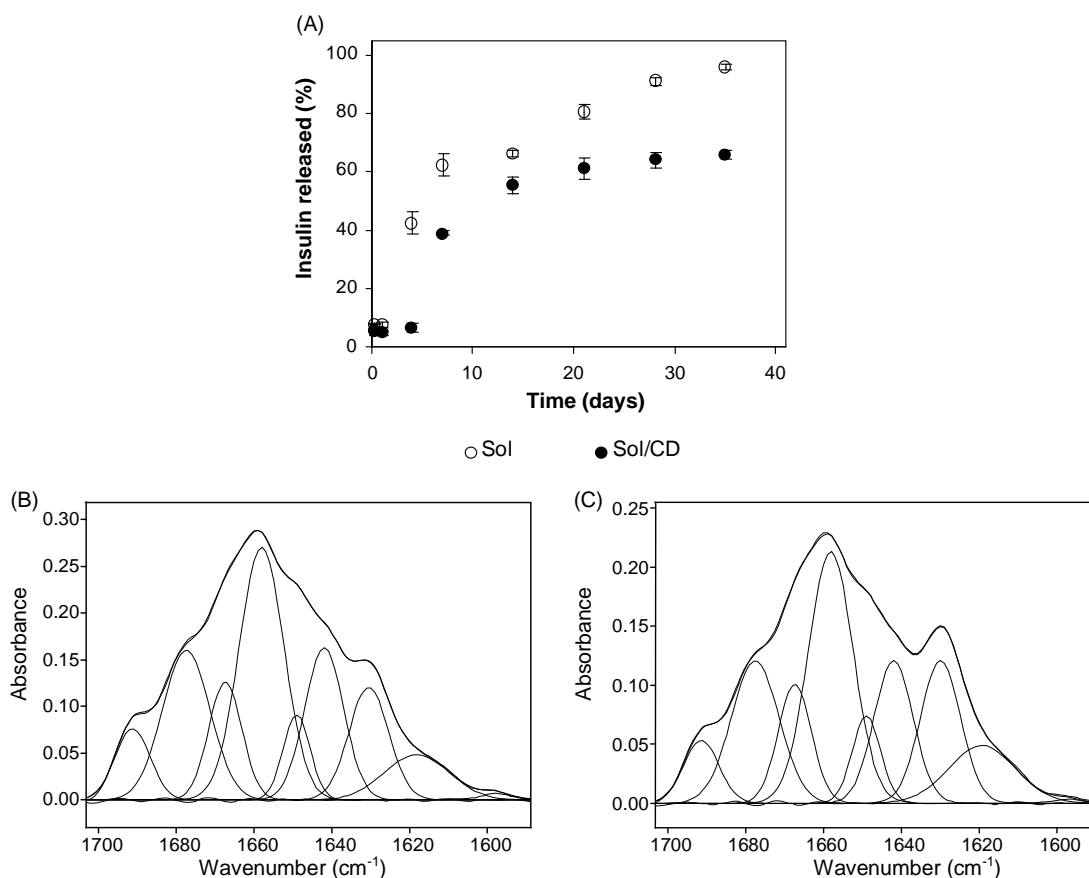 (A)
Insulin released (%)
100
80
60
40
20
0
0 10 20 30 40
Time (days)
Sol Sol/CD
(B)
Absorbance
0.30
0.25
0.20
0.15
0.10
0.05
0.00
1700 1680 1660 1640 1620 1600
Wavenumber (cm⁻¹)
(C)
Absorbance
0.25
0.20
0.15
0.10
0.05
0.00
1700 1680 1660 1640 1620 1600
Wavenumber (cm⁻¹)